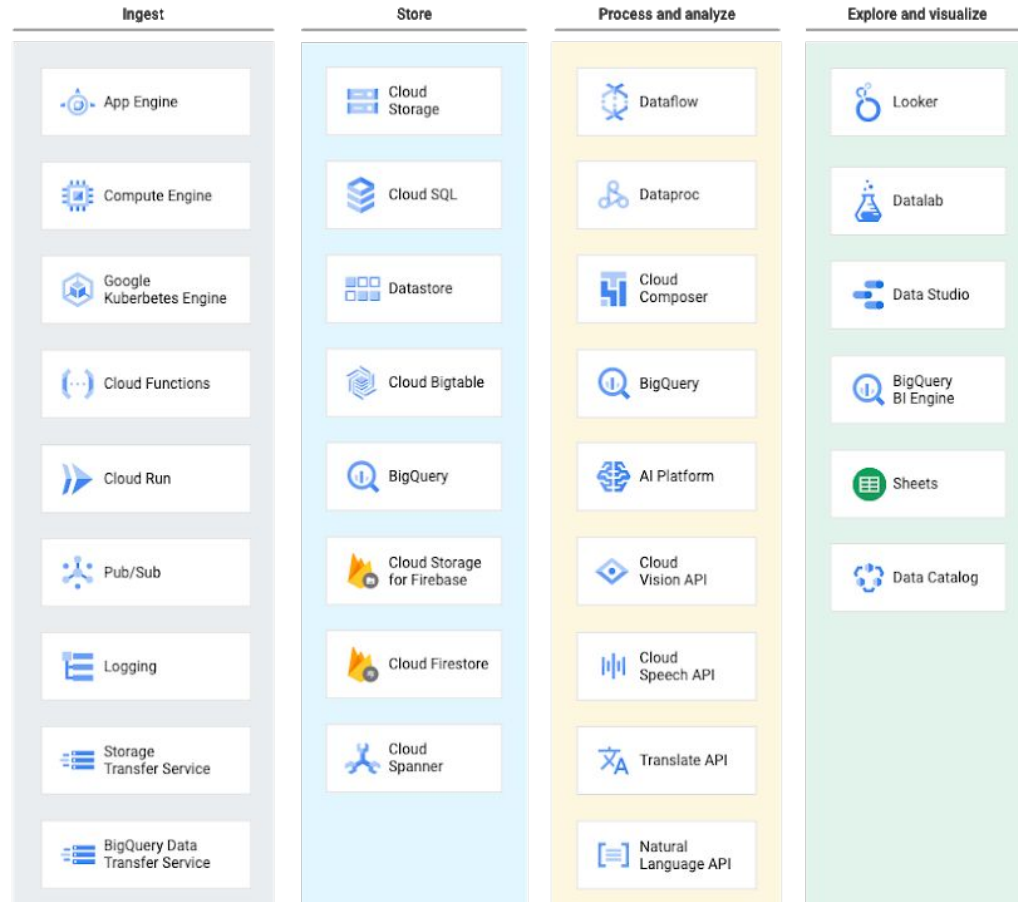 Ingest
App Engine
Compute Engine
Google
Kuberbetes Engine
Cloud Functions
Cloud Run
Pub/Sub
Logging
Storage
Transfer Service
BigQuery Data
Transfer Service
Store
Cloud
Storage
Cloud SQL
Datastore
Cloud Bigtable
BigQuery
Cloud Storage
for Firebase
Cloud Firestore
Cloud
Spanner
Process and analyze
Dataflow
Dataproc
Cloud
Composer
BigQuery
AI Platform
Cloud
Vision API
Cloud
Speech API
Translate API
Natural
Language API
Explore and visualize
Looker
Datalab
Data Studio
BigQuery
BI Engine
Sheets
Data Catalog